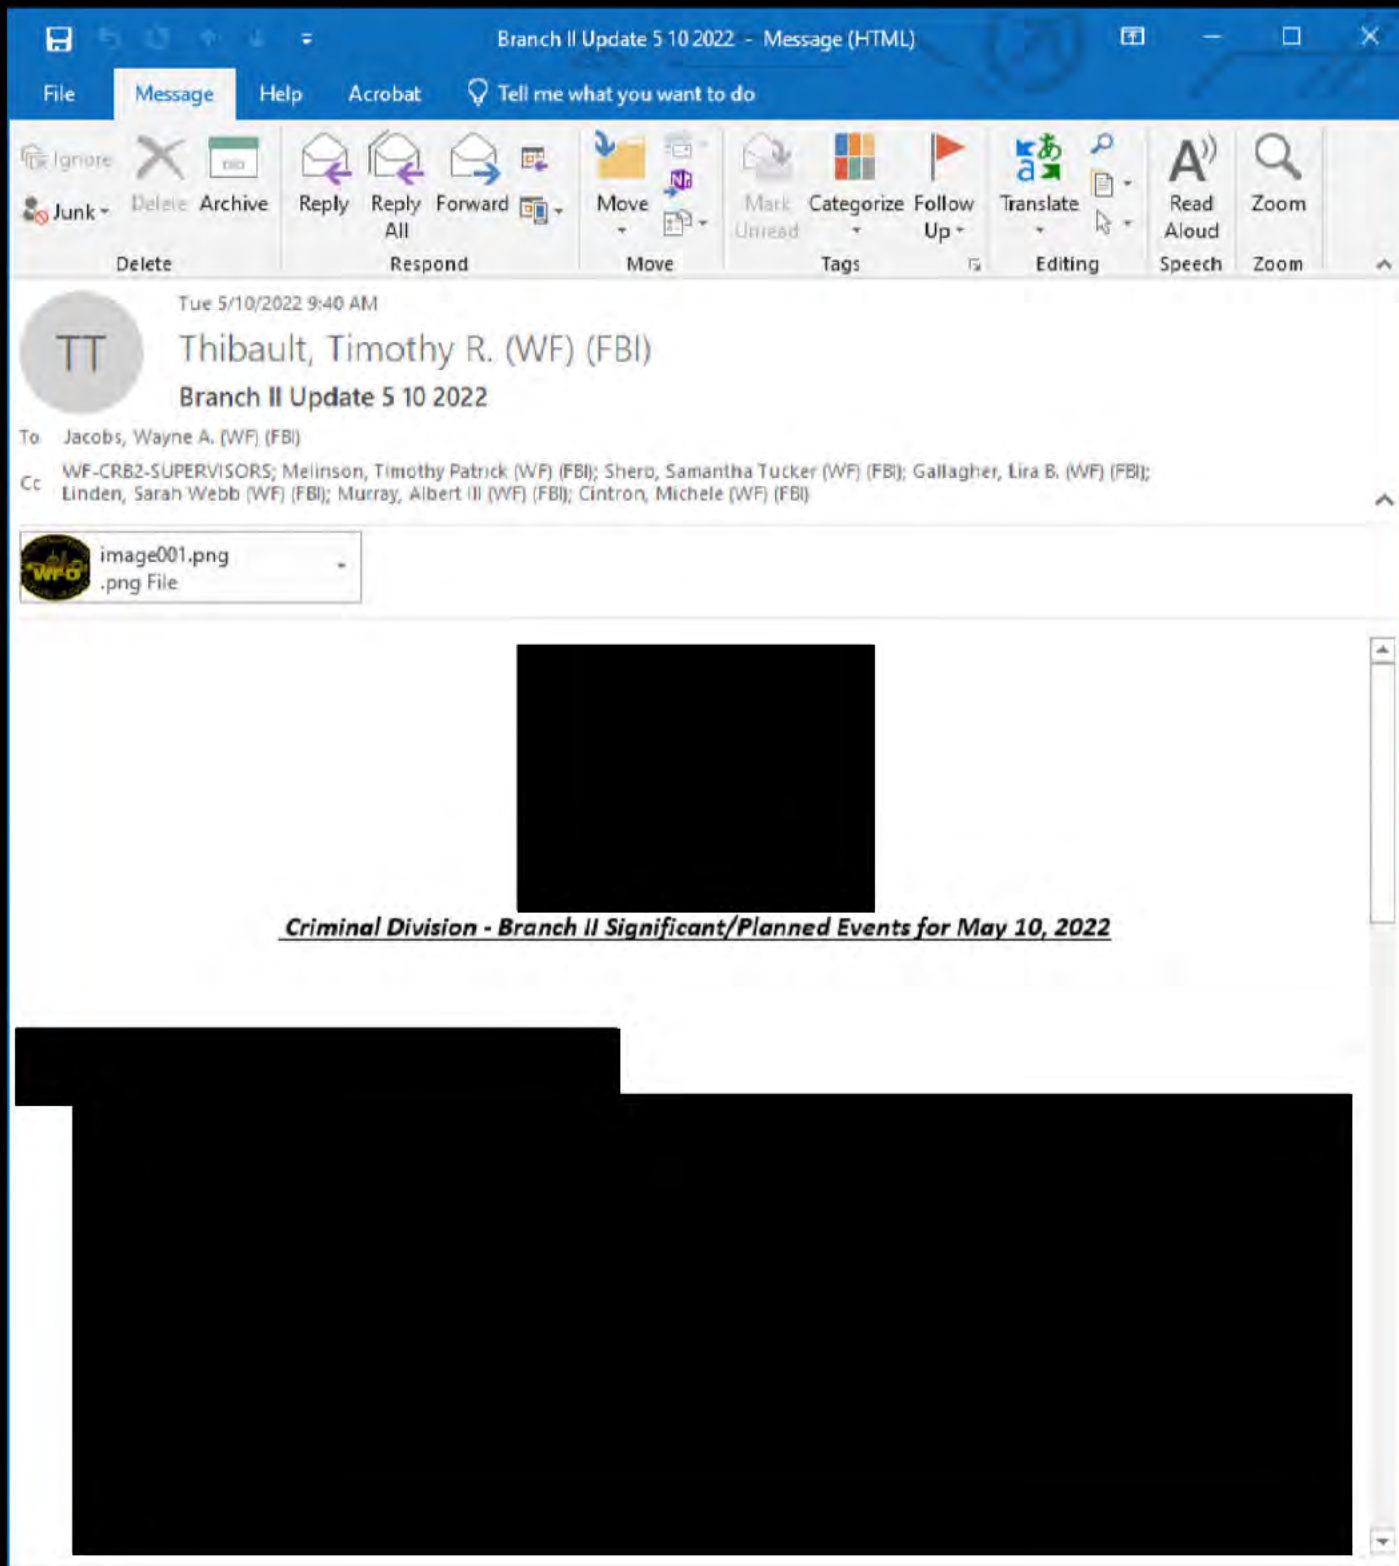 Branch II Update 5 10 2022 - Message (HTML)
File Message Help Acrobat Tell me what you want to do
Ignore
Junk
Delete
Archive
Reply
Reply All
Forward
Move
Mark Unread
Categorize
Follow Up
Translate
Read Aloud
Zoom
Delete Respond Move Tags Editing Speech Zoom
Tue 5/10/2022 9:40 AM
TT
Thibault, Timothy R. (WF) (FBI)
Branch II Update 5 10 2022
To Jacobs, Wayne A. (WF) (FBI)
Cc WF-CRB2-SUPERVISORS; Melinson, Timothy Patrick (WF) (FBI); Shero, Samantha Tucker (WF) (FBI); Gallagher, Lira B. (WF) (FBI);
Linden, Sarah Webb (WF) (FBI); Murray, Albert III (WF) (FBI); Cintron, Michele (WF) (FBI)
WFO
image001.png
.png File
Criminal Division - Branch II Significant/Planned Events for May 10, 2022